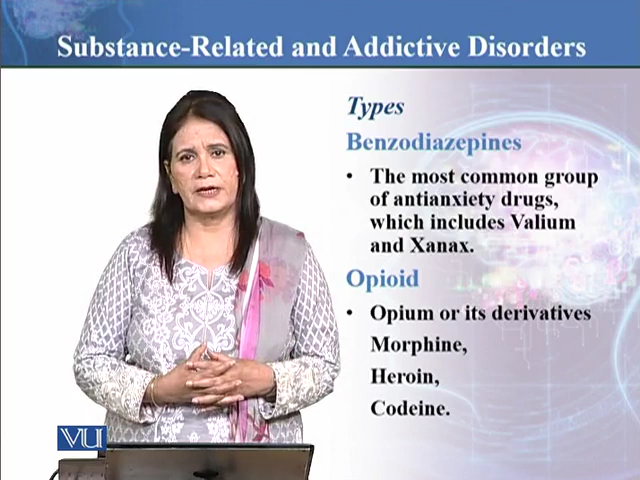 Substance-Related and Addictive Disorders
Types
Benzodiazepines
• The most common group
of antianxiety drugs,
which includes Valium
and Xanax.
Opioid
• Opium or its derivatives
Morphine,
Heroin,
Codeine.
VU